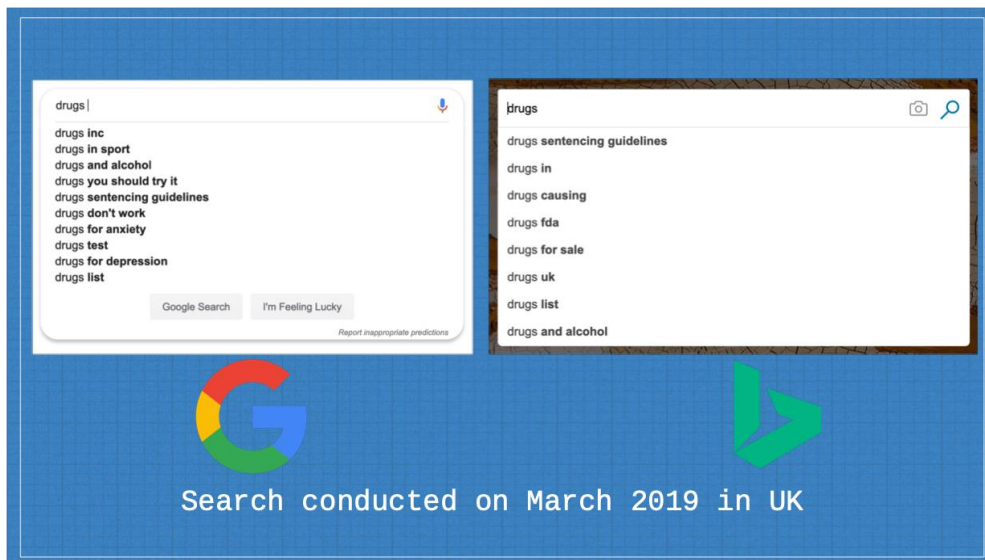 drugs
drugs inc
drugs in sport
drugs and alcohol
drugs you should try it
drugs sentencing guidelines
drugs don't work
drugs for anxiety
drugs test
drugs for depression
drugs list
Google Search I'm Feeling Lucky
Report inappropriate predictions
drugs
drugs sentencing guidelines
drugs in
drugs causing
drugs fda
drugs for sale
drugs uk
drugs list
drugs and alcohol
Search conducted on March 2019 in UK